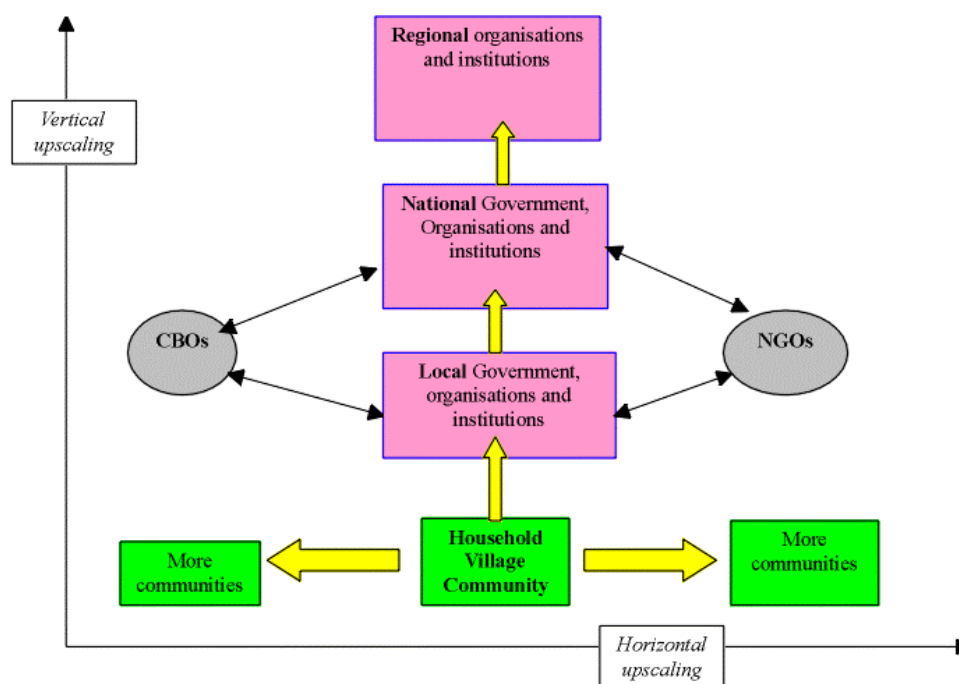 Regional organisations
and institutions
Vertical
upscaling
National Government,
Organisations and
institutions
CBOs
NGOs
Local Government,
organisations and
institutions
More
communities
Household
Village
Community
More
communities
Horizontal
upscaling